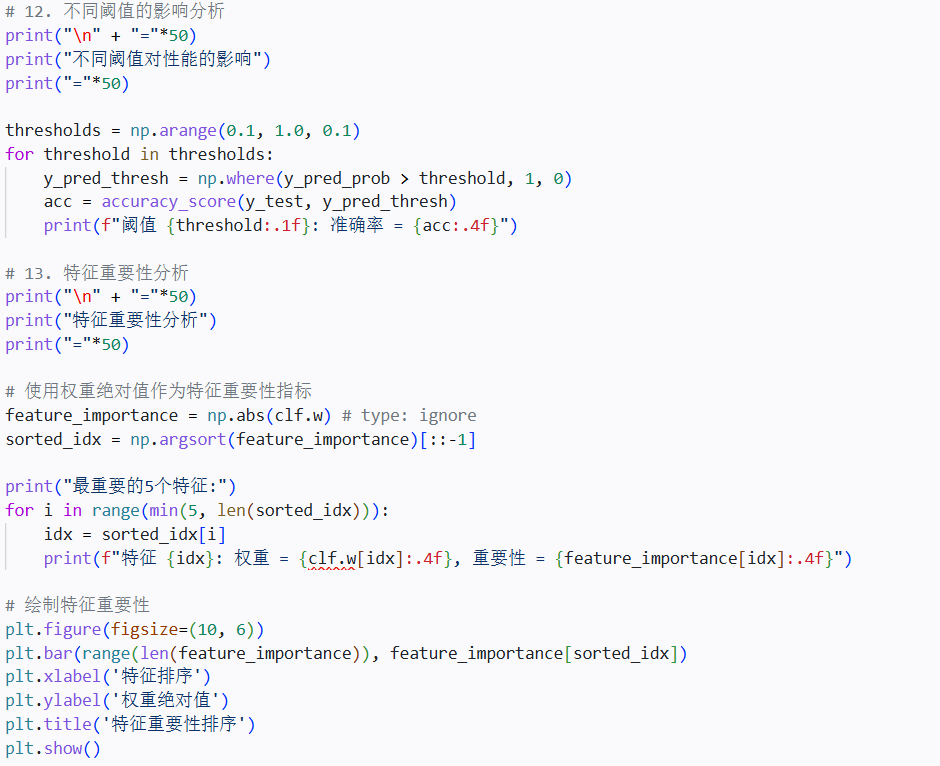 # 12. 不同阈值的影响分析
print("\n" + "="*50)
print("不同阈值对性能的影响")
print("="*50)
thresholds = np.arange(0.1, 1.0, 0.1)
for threshold in thresholds:
    y_pred_thresh = np.where(y_pred_prob > threshold, 1, 0)
    acc = accuracy_score(y_test, y_pred_thresh)
    print(f"阈值 {threshold:.1f}: 准确率 = {acc:.4f}")
# 13. 特征重要性分析
print("\n" + "="*50)
print("特征重要性分析")
print("="*50)
# 使用权重绝对值作为特征重要性指标
feature_importance = np.abs(clf.w) # type: ignore
sorted_idx = np.argsort(feature_importance)[::-1]
print("最重要的5个特征:")
for i in range(min(5, len(sorted_idx))):
    idx = sorted_idx[i]
    print(f"特征 {idx}: 权重 = {clf.w[idx]:.4f}, 重要性 = {feature_importance[idx]:.4f}")
# 绘制特征重要性
plt.figure(figsize=(10, 6))
plt.bar(range(len(feature_importance)), feature_importance[sorted_idx])
plt.xlabel('特征排序')
plt.ylabel('权重绝对值')
plt.title('特征重要性排序')
plt.show()